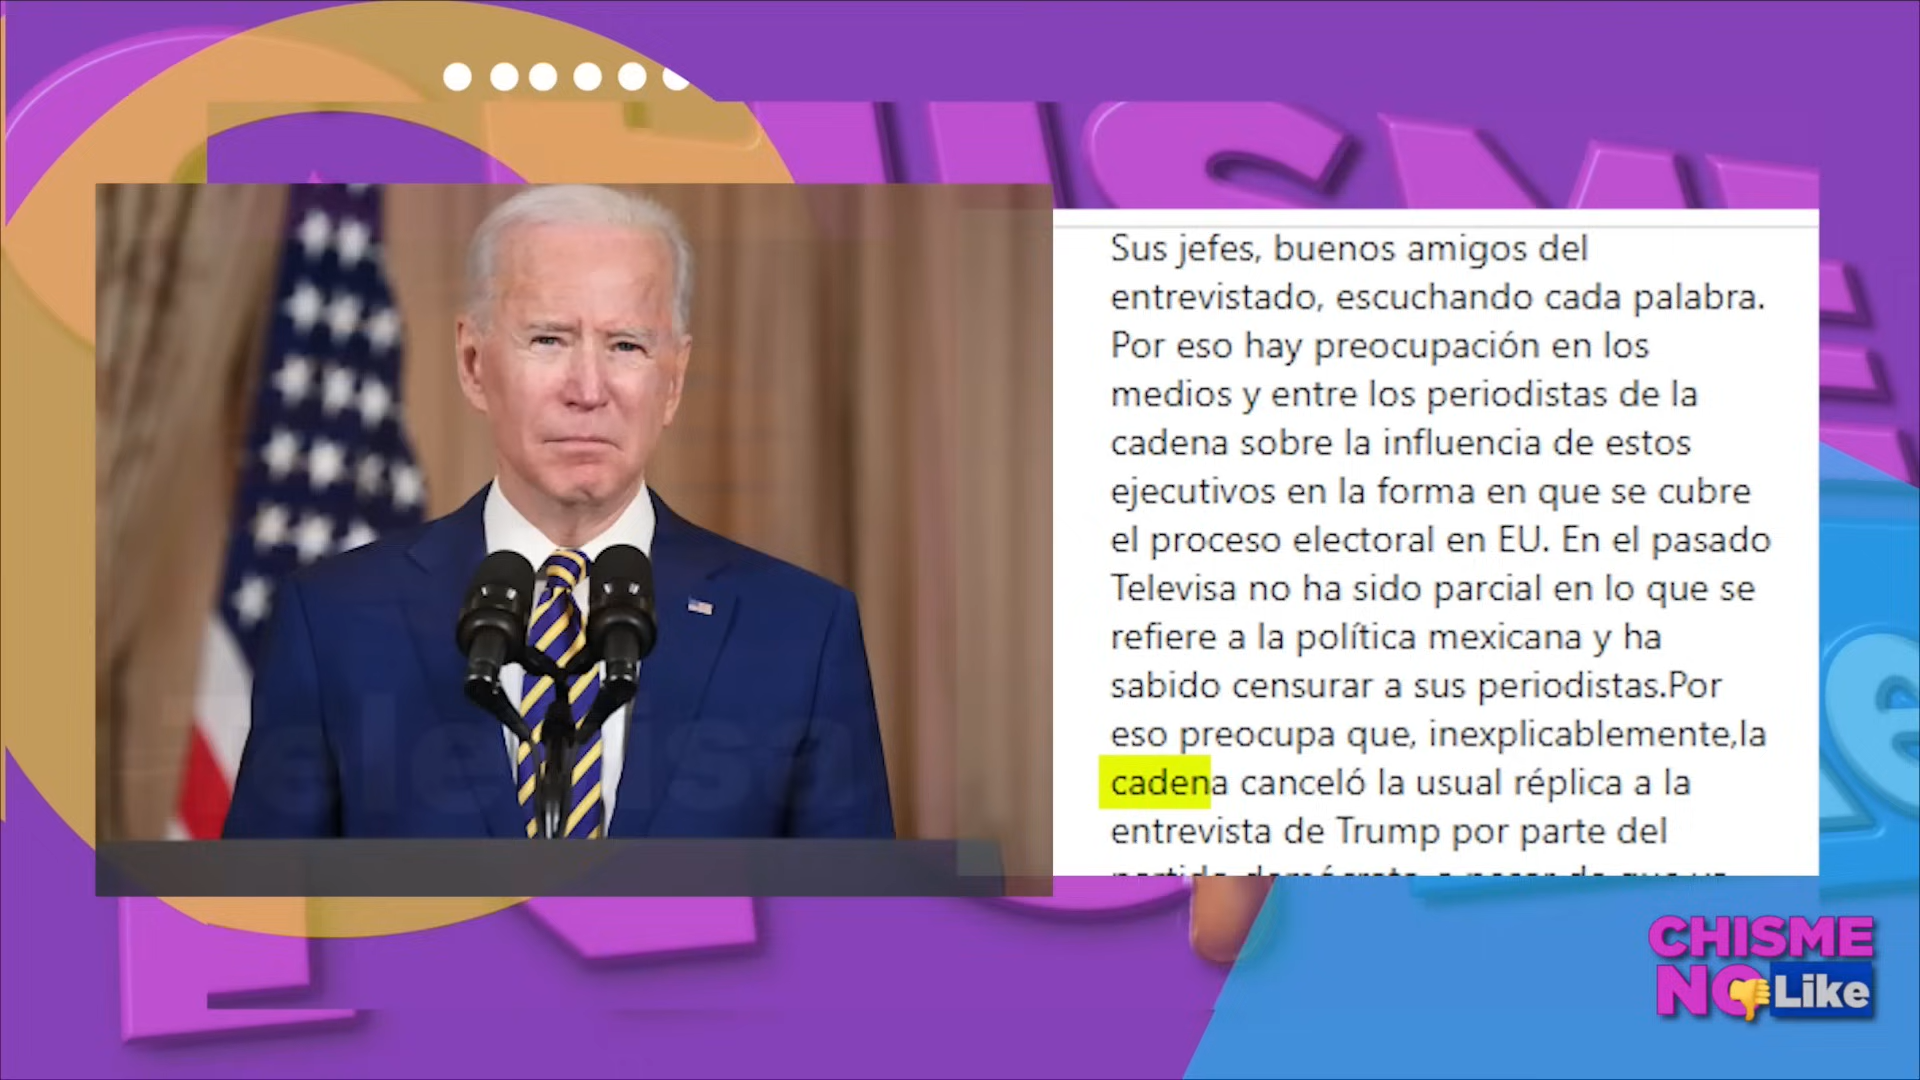 Sus jefes, buenos amigos del
entrevistado, escuchando cada palabra.
Por eso hay preocupación en los
medios y entre los periodistas de la
cadena sobre la influencia de estos
ejecutivos en la forma en que se cubre
el proceso electoral en EU. En el pasado
Televisa no ha sido parcial en lo que se
refiere a la política mexicana y ha
sabido censurar a sus periodistas.Por
eso preocupa que, inexplicablemente,la
cadena canceló la usual réplica a la
entrevista de Trump por parte del
Televisa
CHISME
NO Like